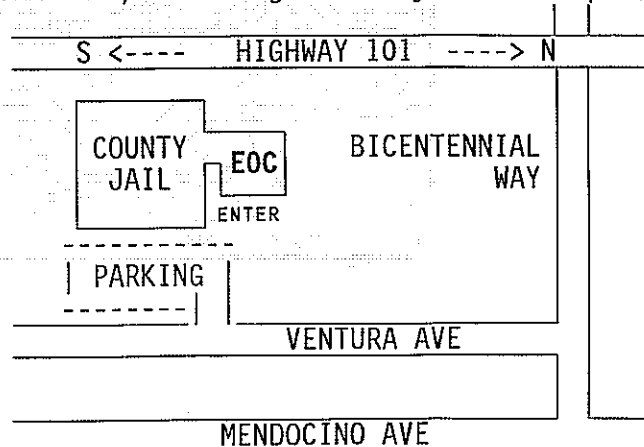 S <---- HIGHWAY 101 ----> N
COUNTY
JAIL
EOC
ENTER
BICENTENNIAL
WAY
PARKING
VENTURA AVE
MENDOCINO AVE